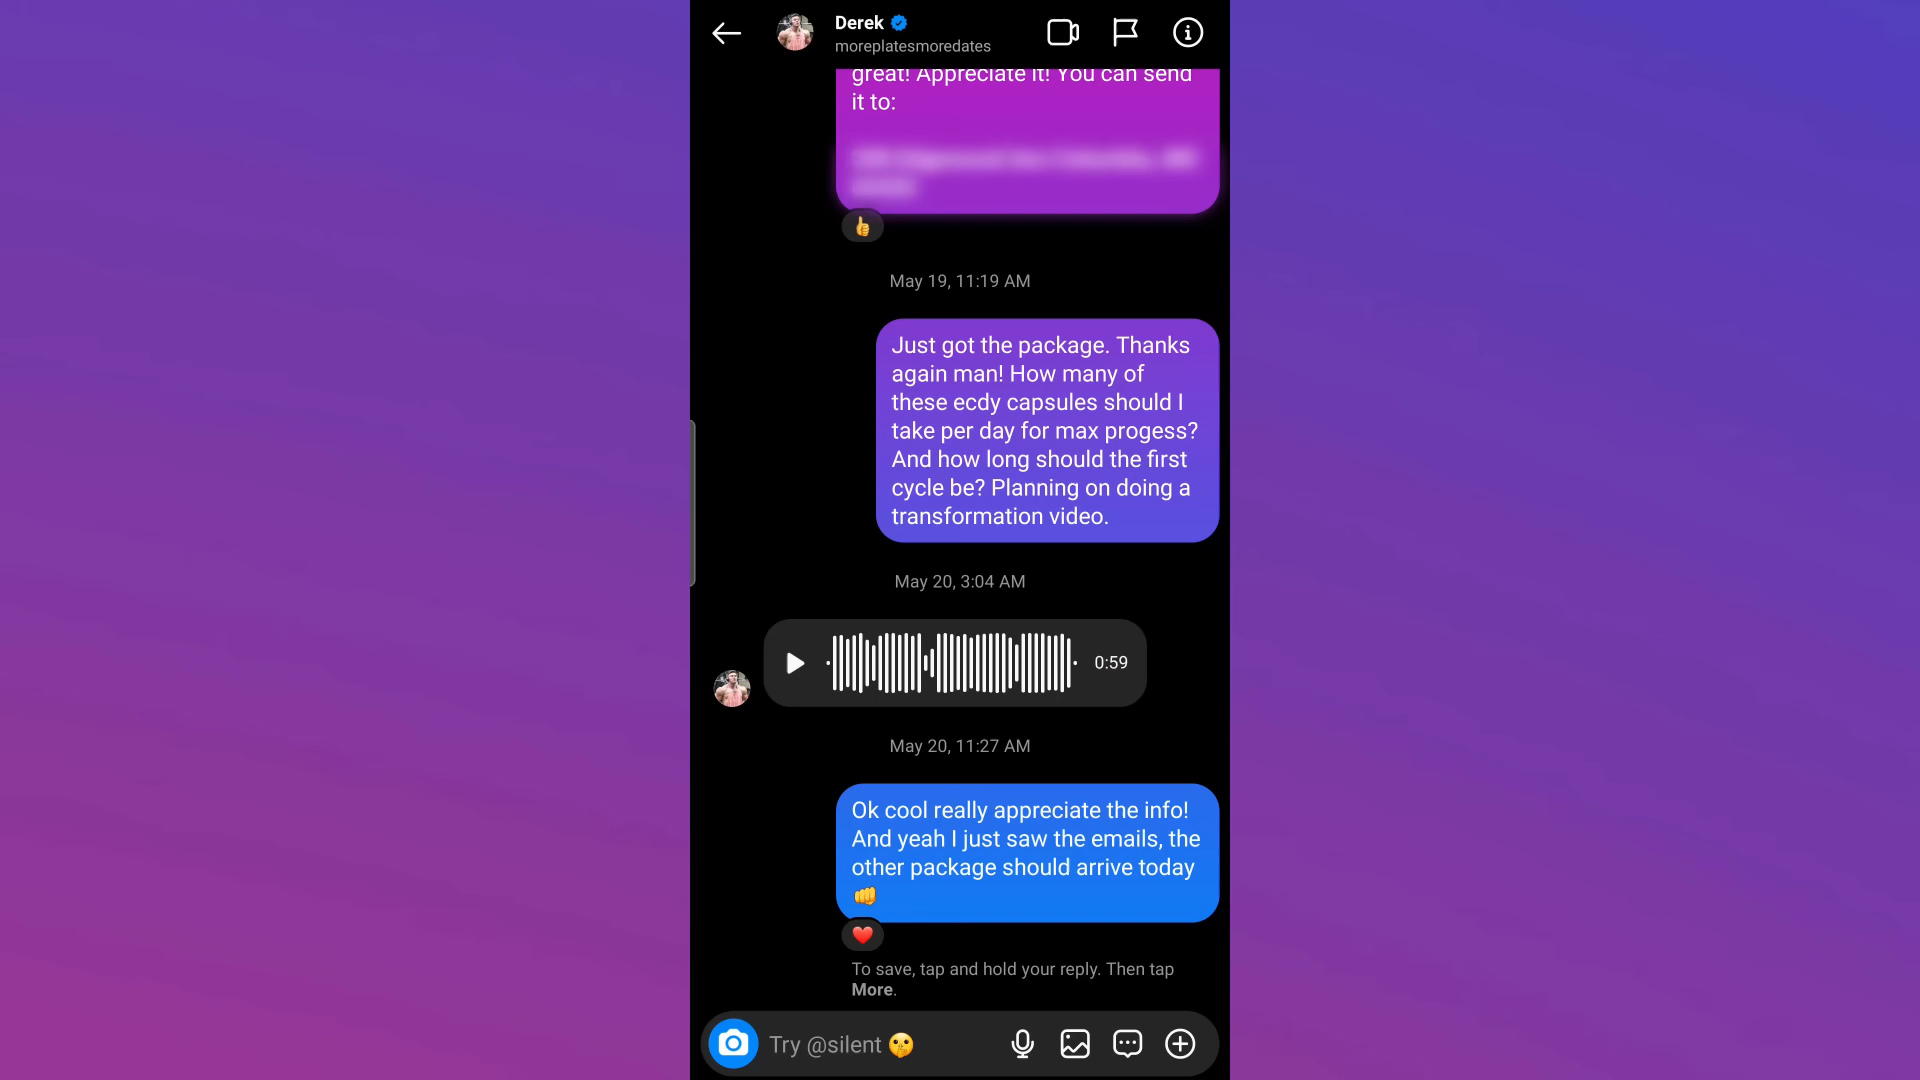 Derek
moreplatesmoredates
great! Appreciate it! You can send
it to:
May 19, 11:19 AM
Just got the package. Thanks
again man! How many of
these ecdy capsules should I
take per day for max progess?
And how long should the first
cycle be? Planning on doing a
transformation video.
May 20, 3:04 AM
0:59
May 20, 11:27 AM
Ok cool really appreciate the info!
And yeah I just saw the emails, the
other package should arrive today
👊
To save, tap and hold your reply. Then tap
More.
Try @silent 🤫